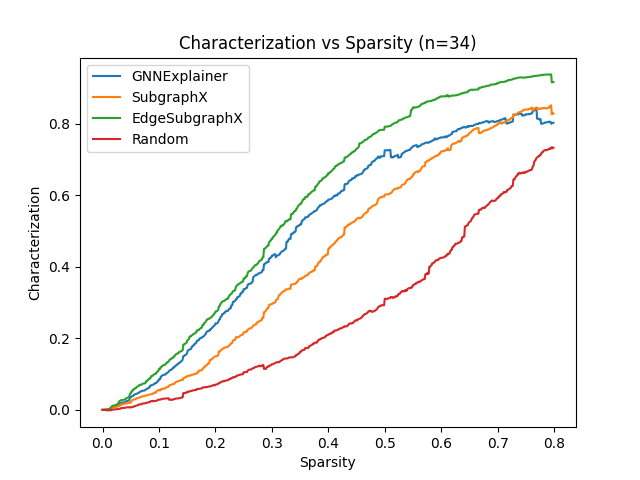 Characterization vs Sparsity (n=34)
GNNExplainer
SubgraphX
EdgeSubgraphX
Random
Characterization
0.8
0.6
0.4
0.2
0.0
0.0 0.1 0.2 0.3 0.4 0.5 0.6 0.7 0.8
Sparsity